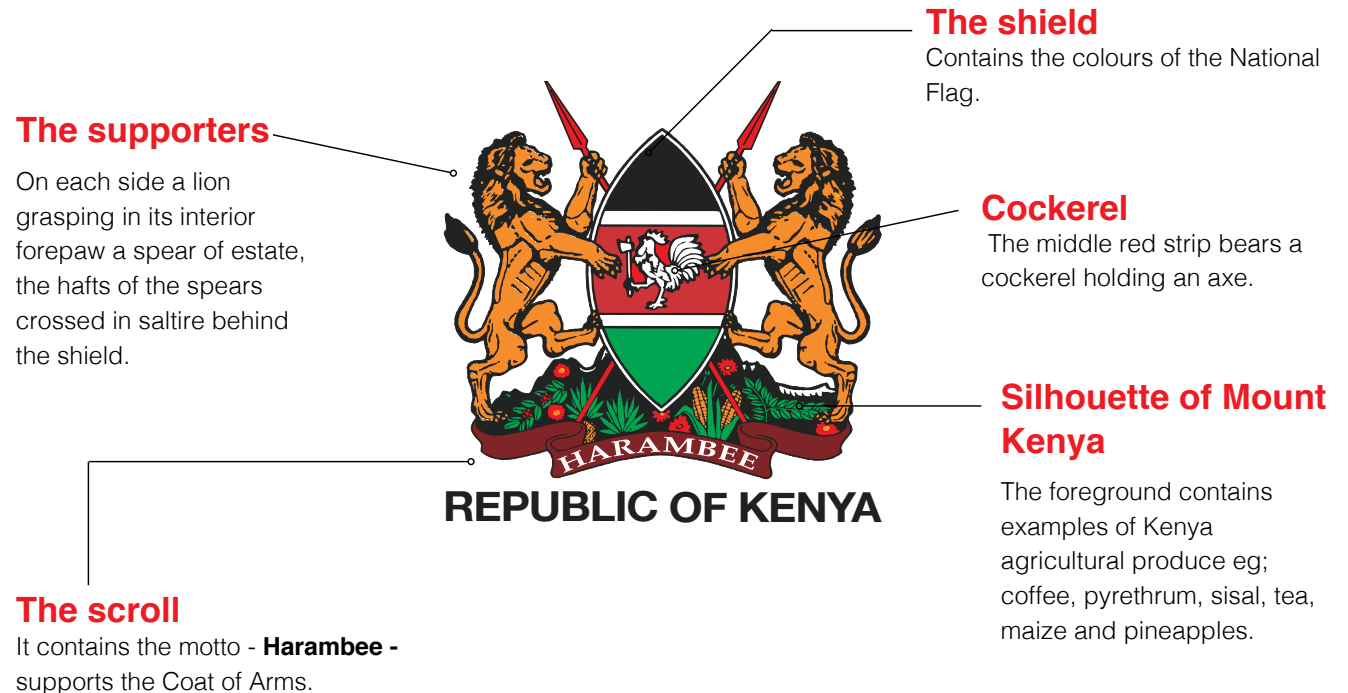 The shield
Contains the colours of the National
Flag.
The supporters
On each side a lion
grasping in its interior
forepaw a spear of estate,
the hafts of the spears
crossed in saltire behind
the shield.
Cockerel
The middle red strip bears a
cockerel holding an axe.
Silhouette of Mount
Kenya
The foreground contains
examples of Kenya
agricultural produce eg;
coffee, pyrethrum, sisal, tea,
maize and pineapples.
HARAMBEE
REPUBLIC OF KENYA
The scroll
It contains the motto - Harambee -
supports the Coat of Arms.